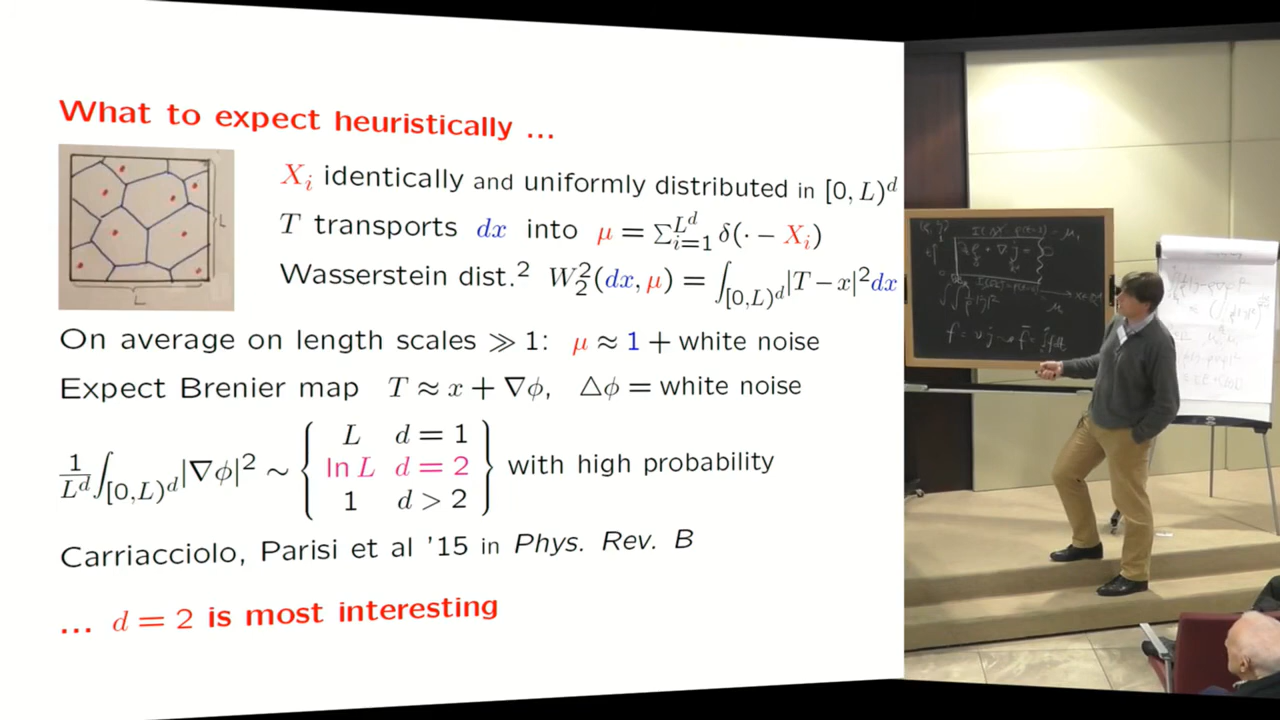 What to expect heuristically ...
L
L
X_i identically and uniformly distributed in [0, L)^d
T transports dx into μ = Σ_{i=1}^{L^d} δ(· − X_i)
Wasserstein dist.² W_2^2(dx, μ) = ∫_{[0,L)^d} |T − x|²dx
On average on length scales ≫ 1: μ ≈ 1 + white noise
Expect Brenier map T ≈ x + ∇ϕ, △ϕ = white noise
1/L^d ∫_{[0,L)^d} |∇ϕ|² ∼ { L d = 1
ln L d = 2
1 d > 2 } with high probability
Carriacciolo, Parisi et al '15 in Phys. Rev. B
... d = 2 is most interesting